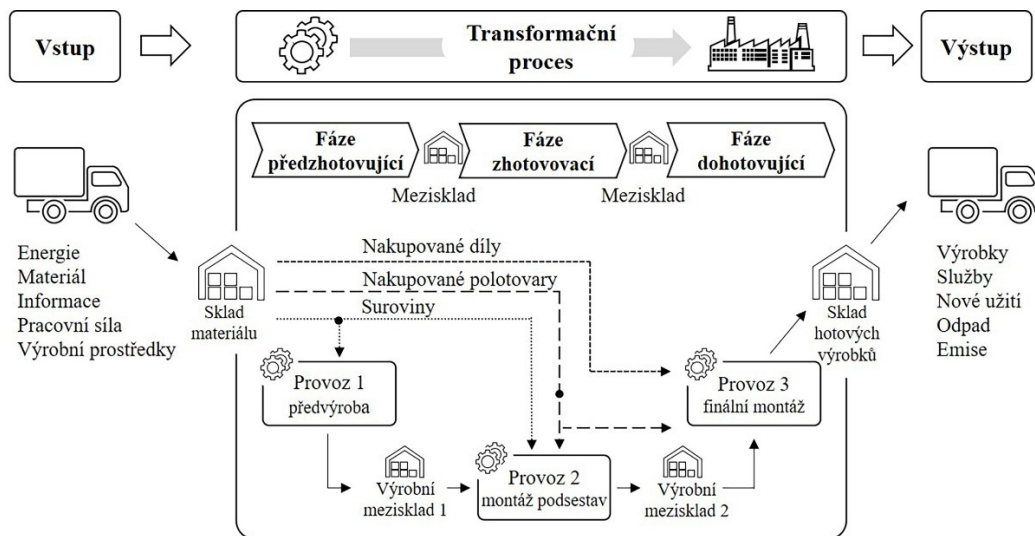 Vstup
Transformační
proces
Výstup
Fáze
předzhotovující
Fáze
zhotovovací
Fáze
dohotovující
Mezisklad
Mezisklad
Energie
Materiál
Informace
Pracovní síla
Výrobní prostředky
Sklad
materiálu
Nakupované díly
Nakupované polotovary
Suroviny
Sklad
hotových
výrobků
Výrobky
Služby
Nové užití
Odpad
Emise
Provoz 1
předvýroba
Provoz 3
finální montáž
Výrobní
mezisklad 1
Provoz 2
montáž podsestav
Výrobní
mezisklad 2